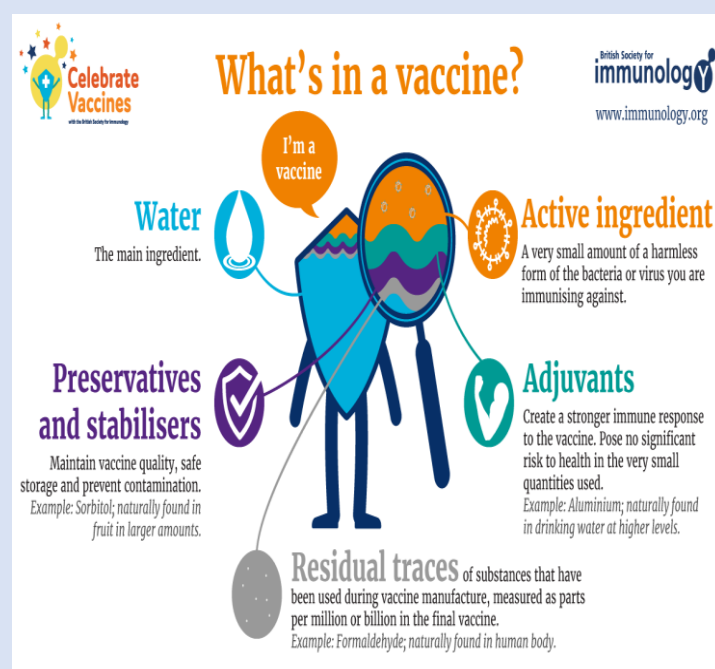 Celebrate
Vaccines
with the British Society for Immunology
What's in a vaccine?
British Society for
immunology
www.immunology.org
I'm a
vaccine
Water
The main ingredient.
Active ingredient
A very small amount of a harmless
form of the bacteria or virus you are
immunising against.
Preservatives
and stabilisers
Maintain vaccine quality, safe
storage and prevent contamination.
Example: Sorbitol; naturally found in
fruit in larger amounts.
Adjuvants
Create a stronger immune response
to the vaccine. Pose no significant
risk to health in the very small
quantities used.
Example: Aluminium; naturally found
in drinking water at higher levels.
Residual traces of substances that have
been used during vaccine manufacture, measured as parts
per million or billion in the final vaccine.
Example: Formaldehyde; naturally found in human body.